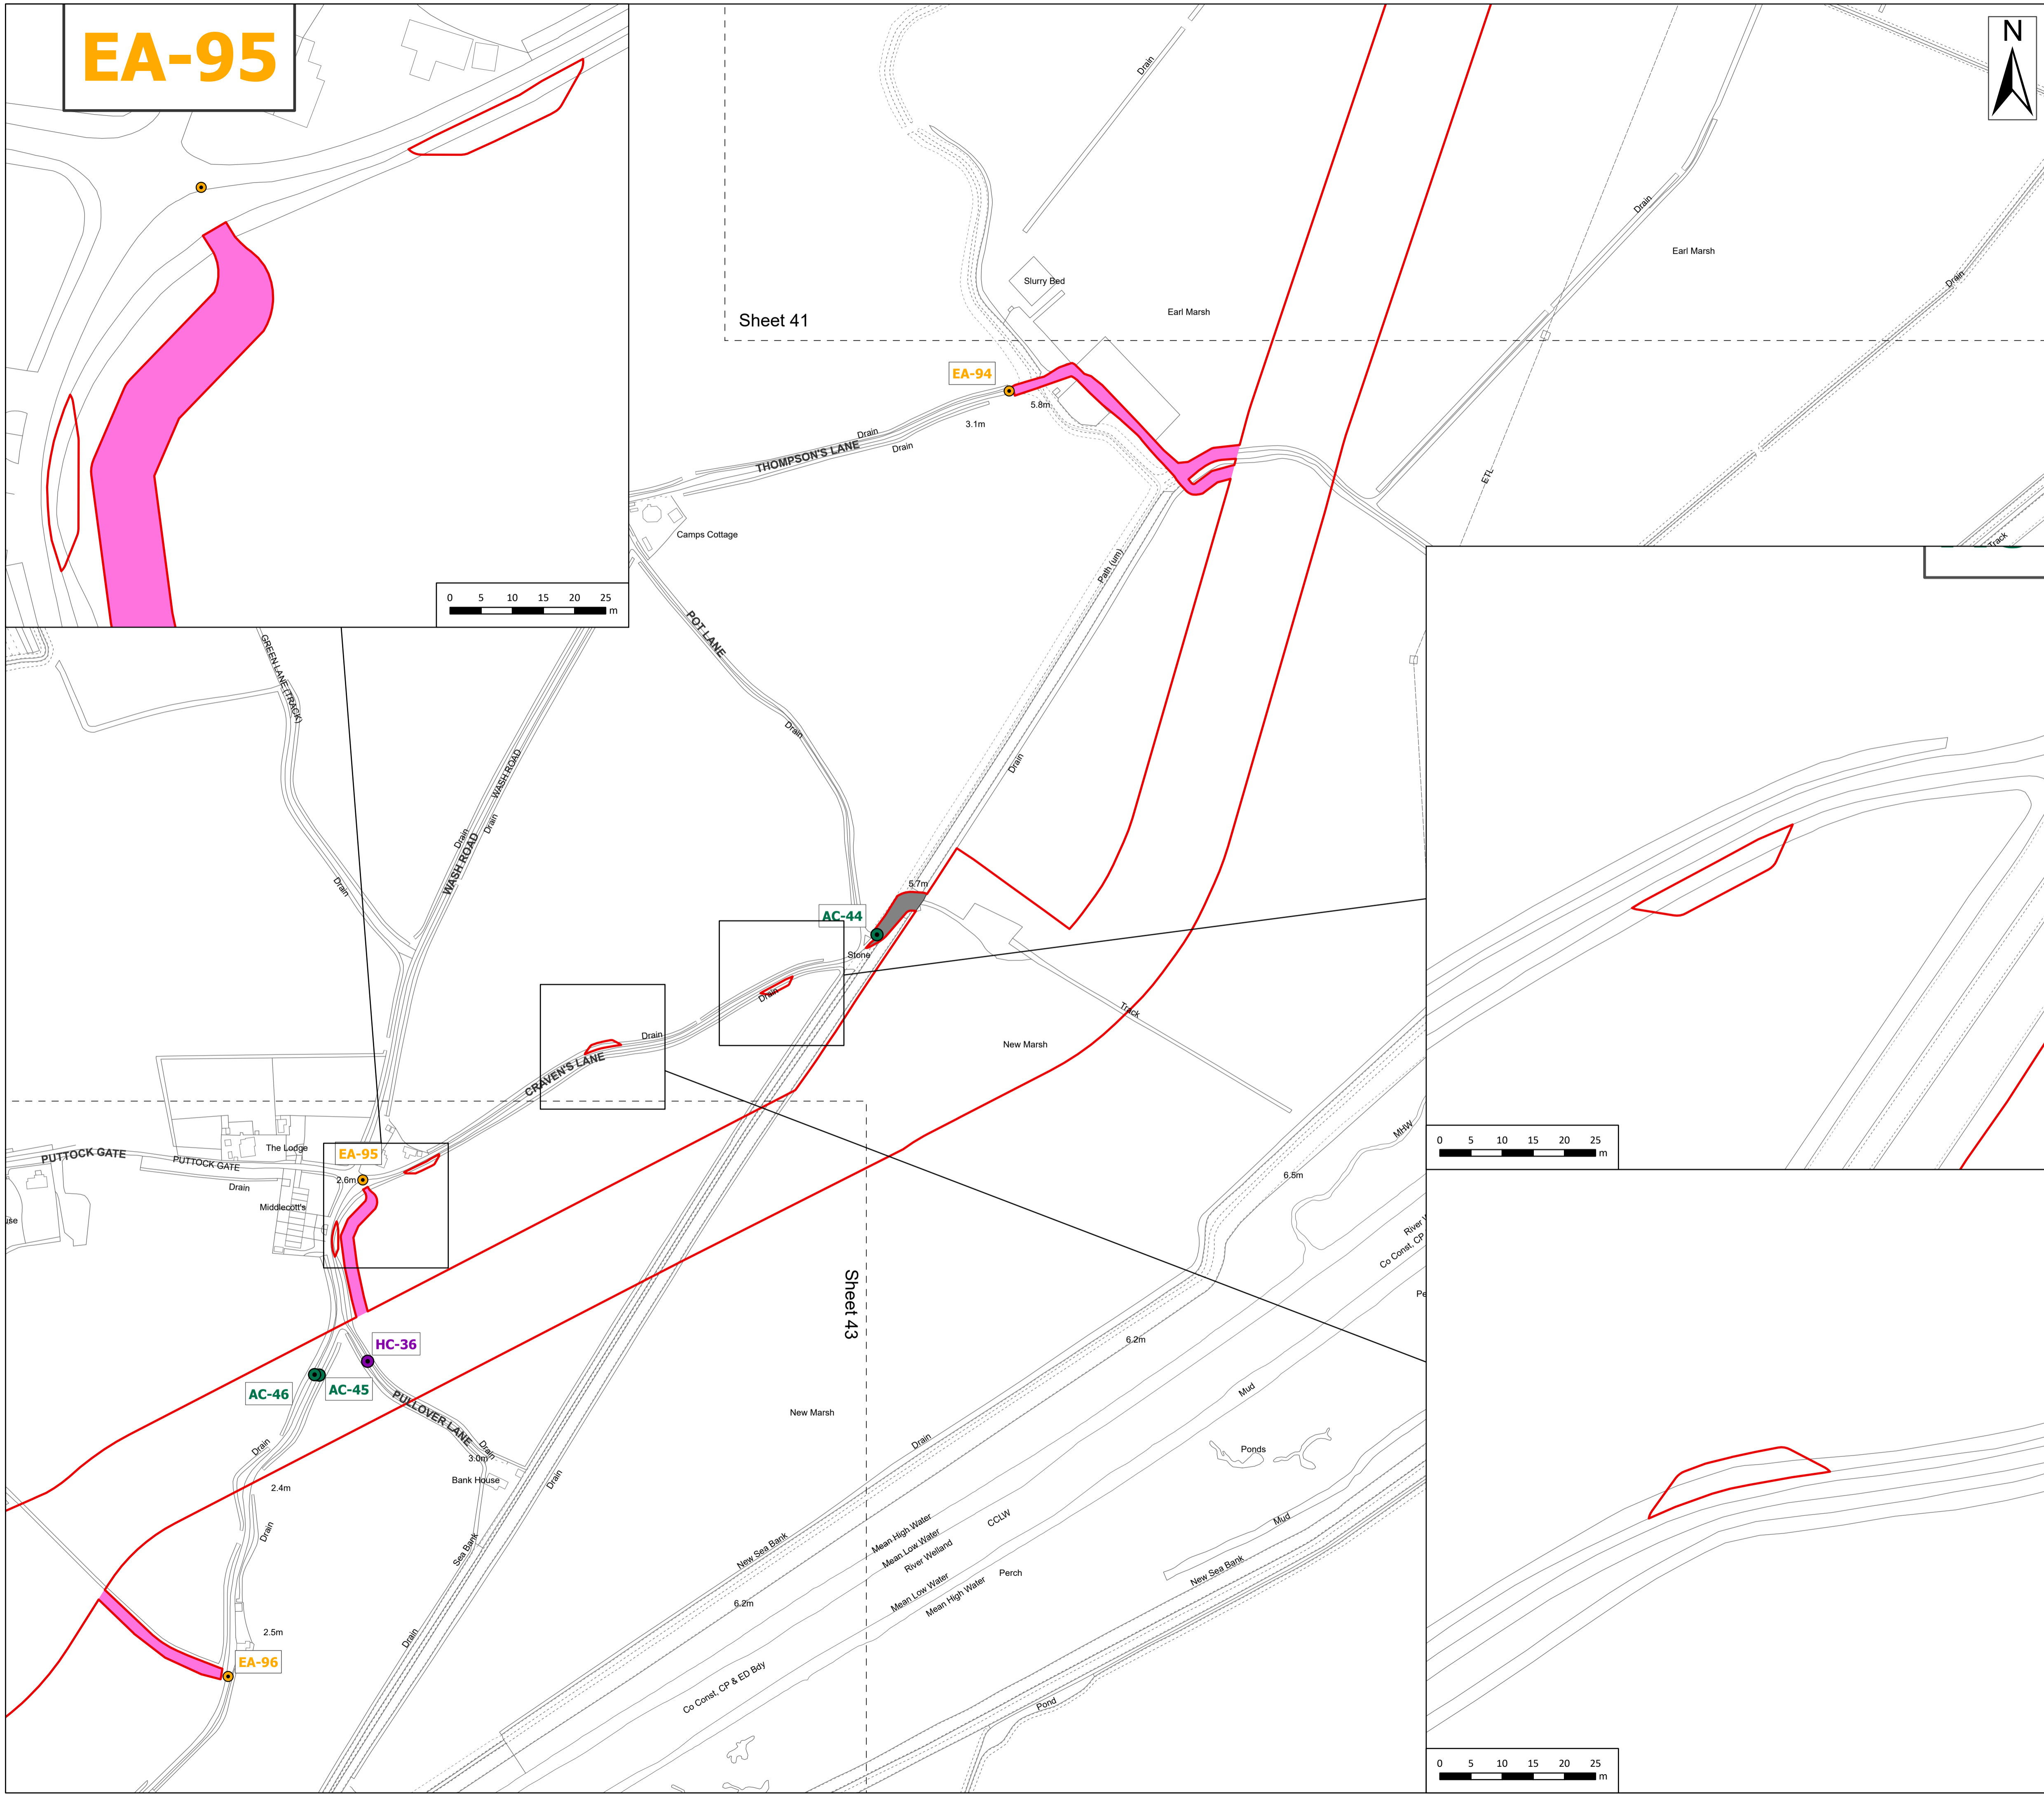 EA-95
N
Drain
Drain
Earl Marsh
Drain
Slurry Bed
Earl Marsh
Sheet 41
EA-94
5.8m
3.1m
Drain
Drain
THOMPSON'S LANE
ETL
Camps Cottage
Track
Path (um)
0 5 10 15 20 25
m
POT LANE
GREEN LANE (TRACK)
Drain
WASH ROAD
Drain
Drain
Drain
WASH ROAD
Drain
5.7m
AC-44
Stone
Drain
Track
New Marsh
Drain
CRAVEN'S LANE
MHW
0 5 10 15 20 25
m
The Lodge
EA-95
PUTTOCK GATE
PUTTOCK GATE
2.6m
Drain
6.5m
Middlecott's
River
Co Const, CP
Sheet 43
6.2m
HC-36
AC-46
AC-45
PULLOVER LANE
Mud
New Marsh
Drain
Drain
Drain
3.0m
Ponds
Bank House
Drain
2.4m
CCLW
Mud
Drain
Mean High Water
Sea Bank
New Sea Bank
Mean Low Water
River Welland
New Sea Bank
Perch
Mean Low Water
Mean High Water
6.2m
2.5m
Drain
EA-96
Co Const, CP & ED Bdy
Pond
0 5 10 15 20 25
m